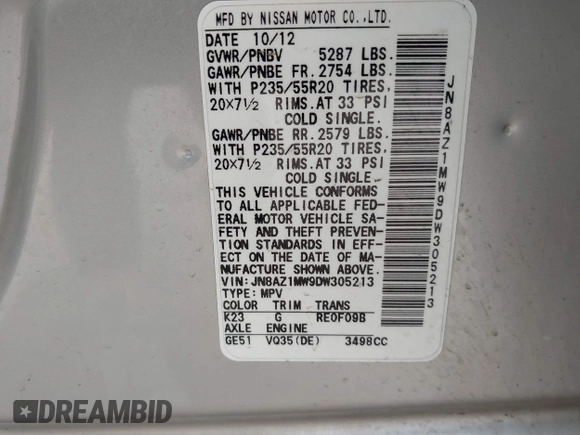 MFD BY NISSAN MOTOR CO.,LTD.
DATE 10/12
GVWR/PNBV 5287 LBS.
GAWR/PNBE FR. 2754 LBS.
WITH P235/55R20 TIRES,
20X7½ RIMS.AT 33 PSI
COLD SINGLE.
GAWR/PNBE RR. 2579 LBS.
WITH P235/55R20 TIRES,
20X7½ RIMS.AT 33 PSI
COLD SINGLE.
THIS VEHICLE CONFORMS
TO ALL APPLICABLE FED-
ERAL MOTOR VEHICLE SA-
FETY AND THEFT PREVEN-
TION STANDARDS IN EFF-
ECT ON THE DATE OF MA-
NUFACTURE SHOWN ABOVE.
VIN: JN8AZ1MW9DW305213
TYPE: MPV
COLOR TRIM TRANS
K23 G RE0F09B
AXLE ENGINE
GE51 VQ35(DE) 3498CC
JN8AZ1MW9DW305213
DREAMBID